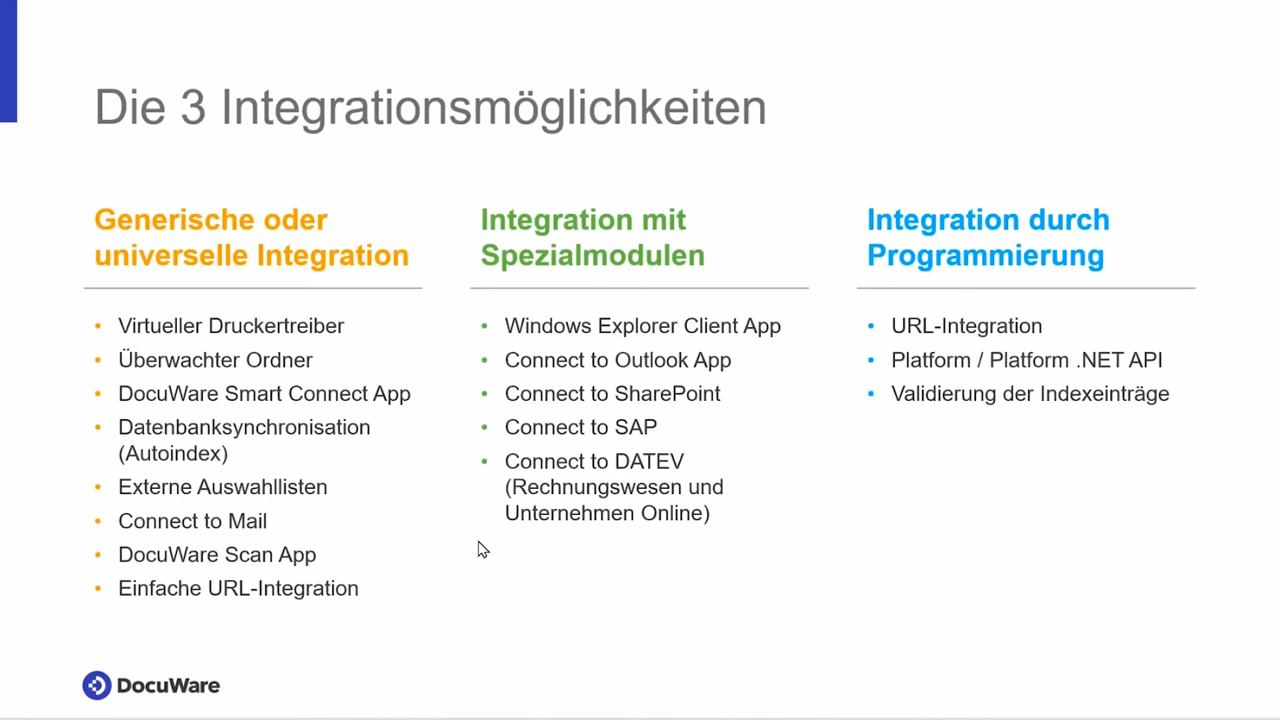 Die 3 Integrationsmöglichkeiten
Generische oder
universelle Integration
• Virtueller Druckertreiber
• Überwachter Ordner
• DocuWare Smart Connect App
• Datenbanksynchronisation
(Autoindex)
• Externe Auswahllisten
• Connect to Mail
• DocuWare Scan App
• Einfache URL-Integration
Integration mit
Spezialmodulen
• Windows Explorer Client App
• Connect to Outlook App
• Connect to SharePoint
• Connect to SAP
• Connect to DATEV
(Rechnungswesen und
Unternehmen Online)
Integration durch
Programmierung
• URL-Integration
• Platform / Platform .NET API
• Validierung der Indexeinträge
DocuWare